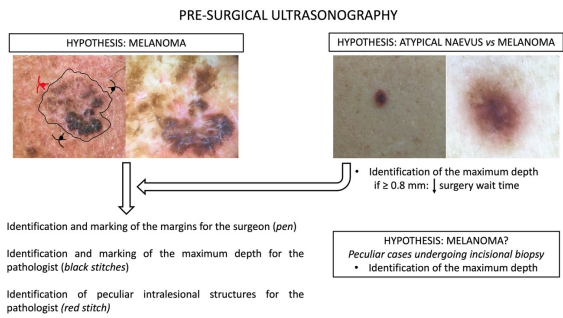 PRE-SURGICAL ULTRASONOGRAPHY
HYPOTHESIS: MELANOMA
HYPOTHESIS: ATYPICAL NAEVUS vs MELANOMA
• Identification of the maximum depth
if ≥ 0.8 mm: ↓ surgery wait time
Identification and marking of the margins for the surgeon (pen)
Identification and marking of the maximum depth for the
pathologist (black stitches)
Identification of peculiar intralesional structures for the
pathologist (red stitch)
HYPOTHESIS: MELANOMA?
Peculiar cases undergoing incisional biopsy
• Identification of the maximum depth